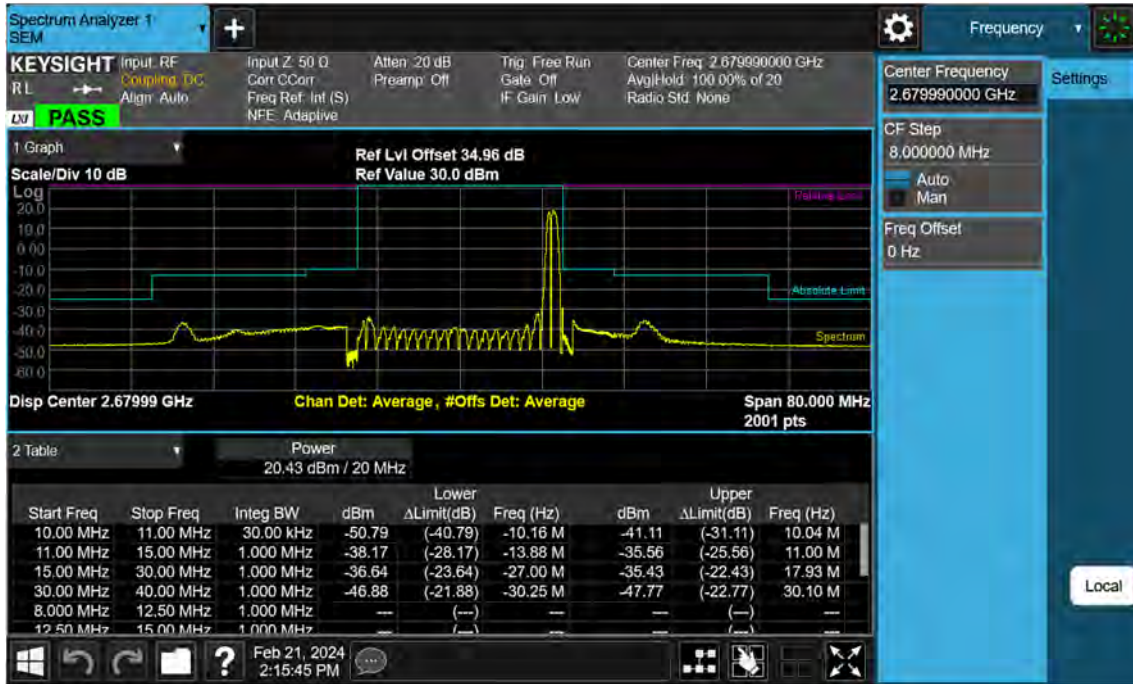 Spectrum Analyzer 1
SEM
Frequency
KEYSIGHT
RL
LXI
PASS
Input: RF
Coupling: DC
Align: Auto
Input Z: 50 Ω
Corr CCorr
Freq Ref: Int (S)
NFE: Adaptive
Atten: 20 dB
Preamp: Off
Trig: Free Run
Gate: Off
IF Gain: Low
Center Freq: 2.679990000 GHz
Avg|Hold: 100.00% of 20
Radio Std: None
Center Frequency
2.679990000 GHz
Settings
CF Step
8.000000 MHz
Auto
Man
Freq Offset
0 Hz
1 Graph
Scale/Div 10 dB
Ref Lvl Offset 34.96 dB
Ref Value 30.0 dBm
Log
20.0
10.0
0.00
-10.0
-20.0
-30.0
-40.0
-50.0
-60.0
Relative Limit
Absolute Limit
Spectrum
Disp Center 2.67999 GHz
Chan Det: Average, #Offs Det: Average
Span 80.000 MHz
2001 pts
2 Table
Power
20.43 dBm / 20 MHz
Lower Upper
Start Freq Stop Freq Integ BW dBm ΔLimit(dB) Freq (Hz) dBm ΔLimit(dB) Freq (Hz)
10.00 MHz 11.00 MHz 30.00 kHz -50.79 (-40.79) -10.16 M -41.11 (-31.11) 10.04 M
11.00 MHz 15.00 MHz 1.000 MHz -38.17 (-28.17) -13.88 M -35.56 (-25.56) 11.00 M
15.00 MHz 30.00 MHz 1.000 MHz -36.64 (-23.64) -27.00 M -35.43 (-22.43) 17.93 M
30.00 MHz 40.00 MHz 1.000 MHz -46.88 (-21.88) -30.25 M -47.77 (-22.77) 30.10 M
8.000 MHz 12.50 MHz 1.000 MHz --- (---) --- --- (---) ---
12.50 MHz 15.00 MHz 1.000 MHz --- (---) --- --- (---) ---
Local
Feb 21, 2024
2:15:45 PM